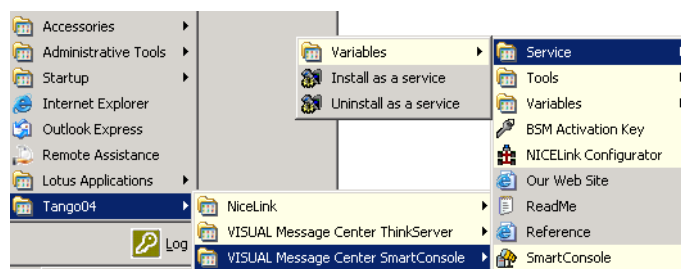 Accessories
Administrative Tools
Startup
Internet Explorer
Outlook Express
Remote Assistance
Lotus Applications
Tango04
Log
NiceLink
VISUAL Message Center ThinkServer
VISUAL Message Center SmartConsole
Variables
Install as a service
Uninstall as a service
Service
Tools
Variables
BSM Activation Key
NICELink Configurator
Our Web Site
ReadMe
Reference
SmartConsole